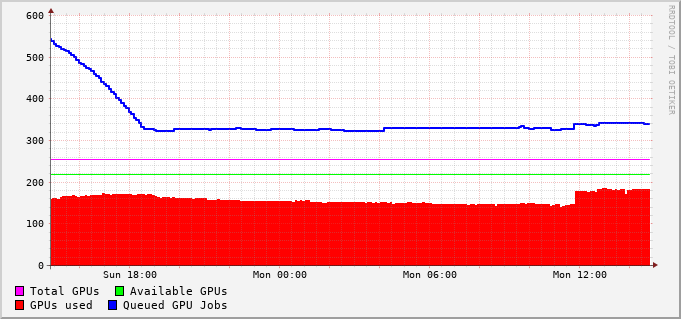 600
500
400
300
200
100
0
Sun 18:00 Mon 00:00 Mon 06:00 Mon 12:00
Total GPUs Available GPUs
GPUs used Queued GPU Jobs
RRDTOOL / TOBI OETIKER